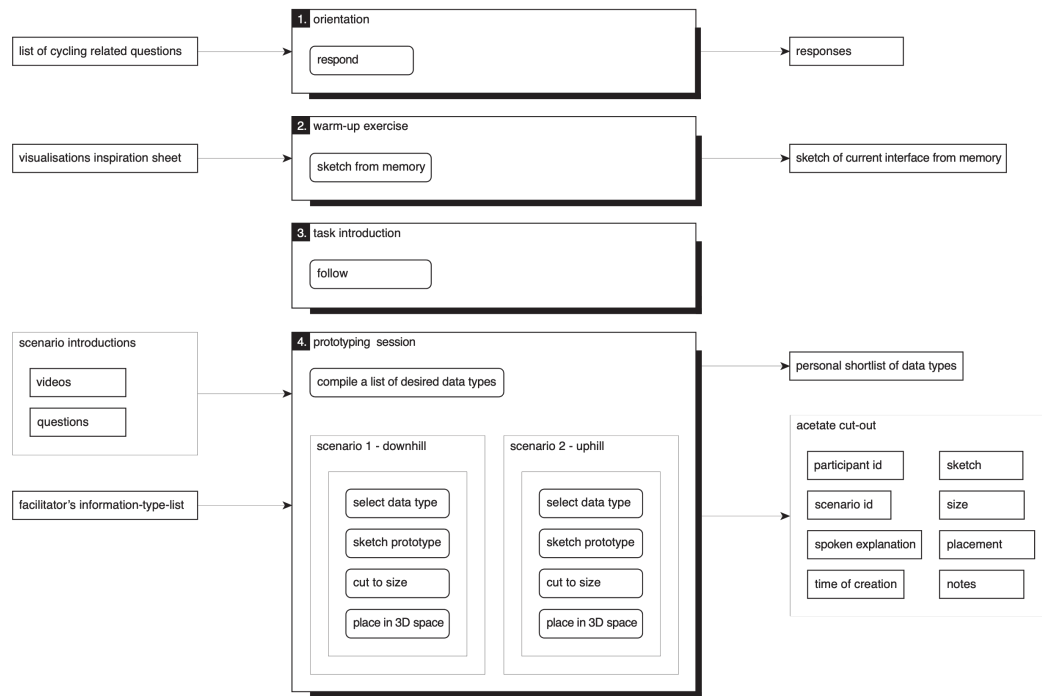 1. orientation
list of cycling related questions
respond
responses
2. warm-up exercise
visualisations inspiration sheet
sketch from memory
sketch of current interface from memory
3. task introduction
follow
4. prototyping session
scenario introductions
videos
questions
facilitator's information-type-list
compile a list of desired data types
scenario 1 - downhill
select data type
sketch prototype
cut to size
place in 3D space
scenario 2 - uphill
select data type
sketch prototype
cut to size
place in 3D space
personal shortlist of data types
acetate cut-out
participant id
sketch
scenario id
size
spoken explanation
placement
time of creation
notes